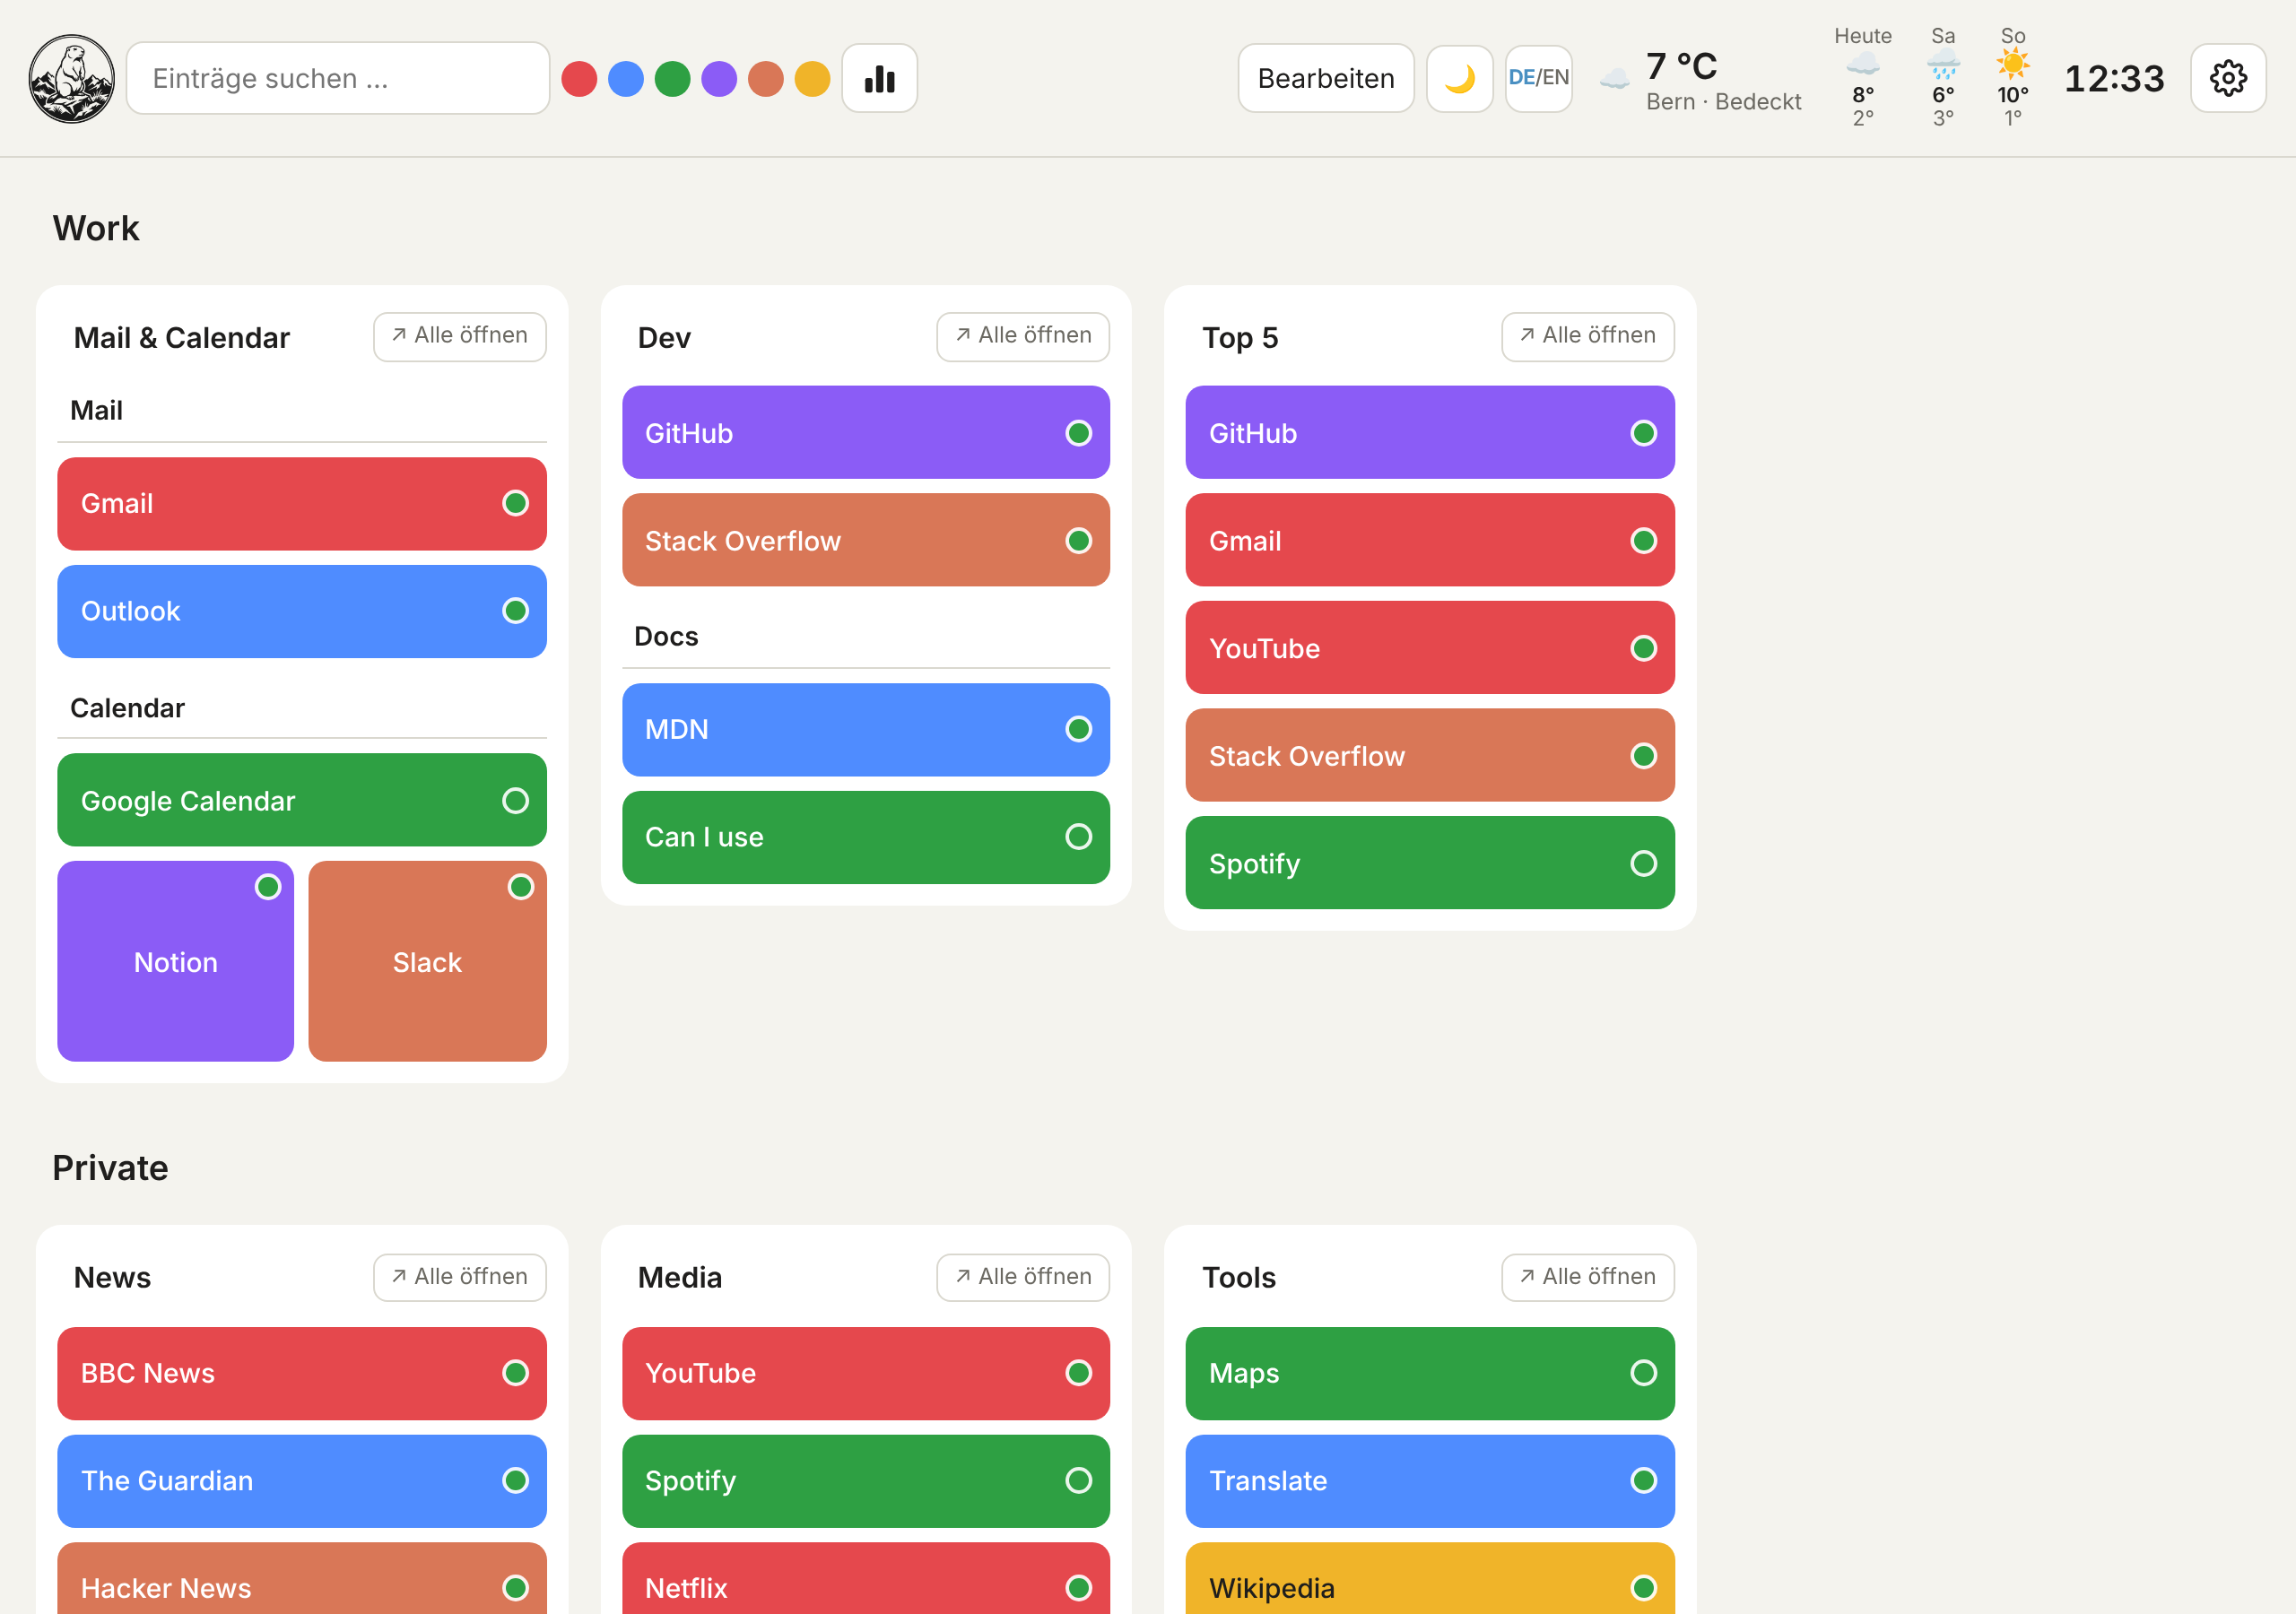 Einträge suchen ...
Bearbeiten
DE/EN
7 °C
Bern · Bedeckt
Heute
8°
2°
Sa
6°
3°
So
10°
1°
12:33
Work
Mail & Calendar
↗ Alle öffnen
Mail
Gmail
Outlook
Calendar
Google Calendar
Notion
Slack
Dev
↗ Alle öffnen
GitHub
Stack Overflow
Docs
MDN
Can I use
Top 5
↗ Alle öffnen
GitHub
Gmail
YouTube
Stack Overflow
Spotify
Private
News
↗ Alle öffnen
BBC News
The Guardian
Hacker News
Media
↗ Alle öffnen
YouTube
Spotify
Netflix
Tools
↗ Alle öffnen
Maps
Translate
Wikipedia